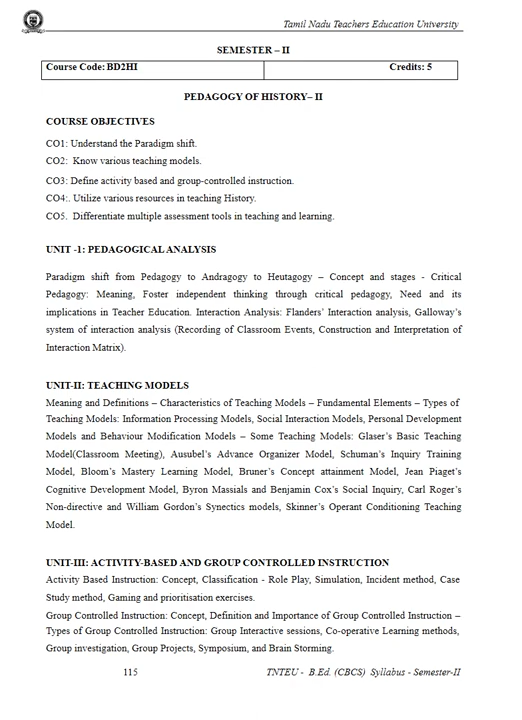 Tamil Nadu Teachers Education University
SEMESTER – II
Course Code: BD2HI Credits: 5
PEDAGOGY OF HISTORY– II
COURSE OBJECTIVES
CO1: Understand the Paradigm shift.
CO2: Know various teaching models.
CO3: Define activity based and group-controlled instruction.
CO4:. Utilize various resources in teaching History.
CO5. Differentiate multiple assessment tools in teaching and learning.
UNIT -1: PEDAGOGICAL ANALYSIS
Paradigm shift from Pedagogy to Andragogy to Heutagogy – Concept and stages - Critical
Pedagogy: Meaning, Foster independent thinking through critical pedagogy, Need and its
implications in Teacher Education. Interaction Analysis: Flanders’ Interaction analysis, Galloway’s
system of interaction analysis (Recording of Classroom Events, Construction and Interpretation of
Interaction Matrix).
UNIT-II: TEACHING MODELS
Meaning and Definitions – Characteristics of Teaching Models – Fundamental Elements – Types of
Teaching Models: Information Processing Models, Social Interaction Models, Personal Development
Models and Behaviour Modification Models – Some Teaching Models: Glaser’s Basic Teaching
Model(Classroom Meeting), Ausubel’s Advance Organizer Model, Schuman’s Inquiry Training
Model, Bloom’s Mastery Learning Model, Bruner’s Concept attainment Model, Jean Piaget’s
Cognitive Development Model, Byron Massials and Benjamin Cox’s Social Inquiry, Carl Roger’s
Non-directive and William Gordon’s Synectics models, Skinner’s Operant Conditioning Teaching
Model.
UNIT-III: ACTIVITY-BASED AND GROUP CONTROLLED INSTRUCTION
Activity Based Instruction: Concept, Classification - Role Play, Simulation, Incident method, Case
Study method, Gaming and prioritisation exercises.
Group Controlled Instruction: Concept, Definition and Importance of Group Controlled Instruction –
Types of Group Controlled Instruction: Group Interactive sessions, Co-operative Learning methods,
Group investigation, Group Projects, Symposium, and Brain Storming.
115 TNTEU - B.Ed. (CBCS) Syllabus - Semester-II